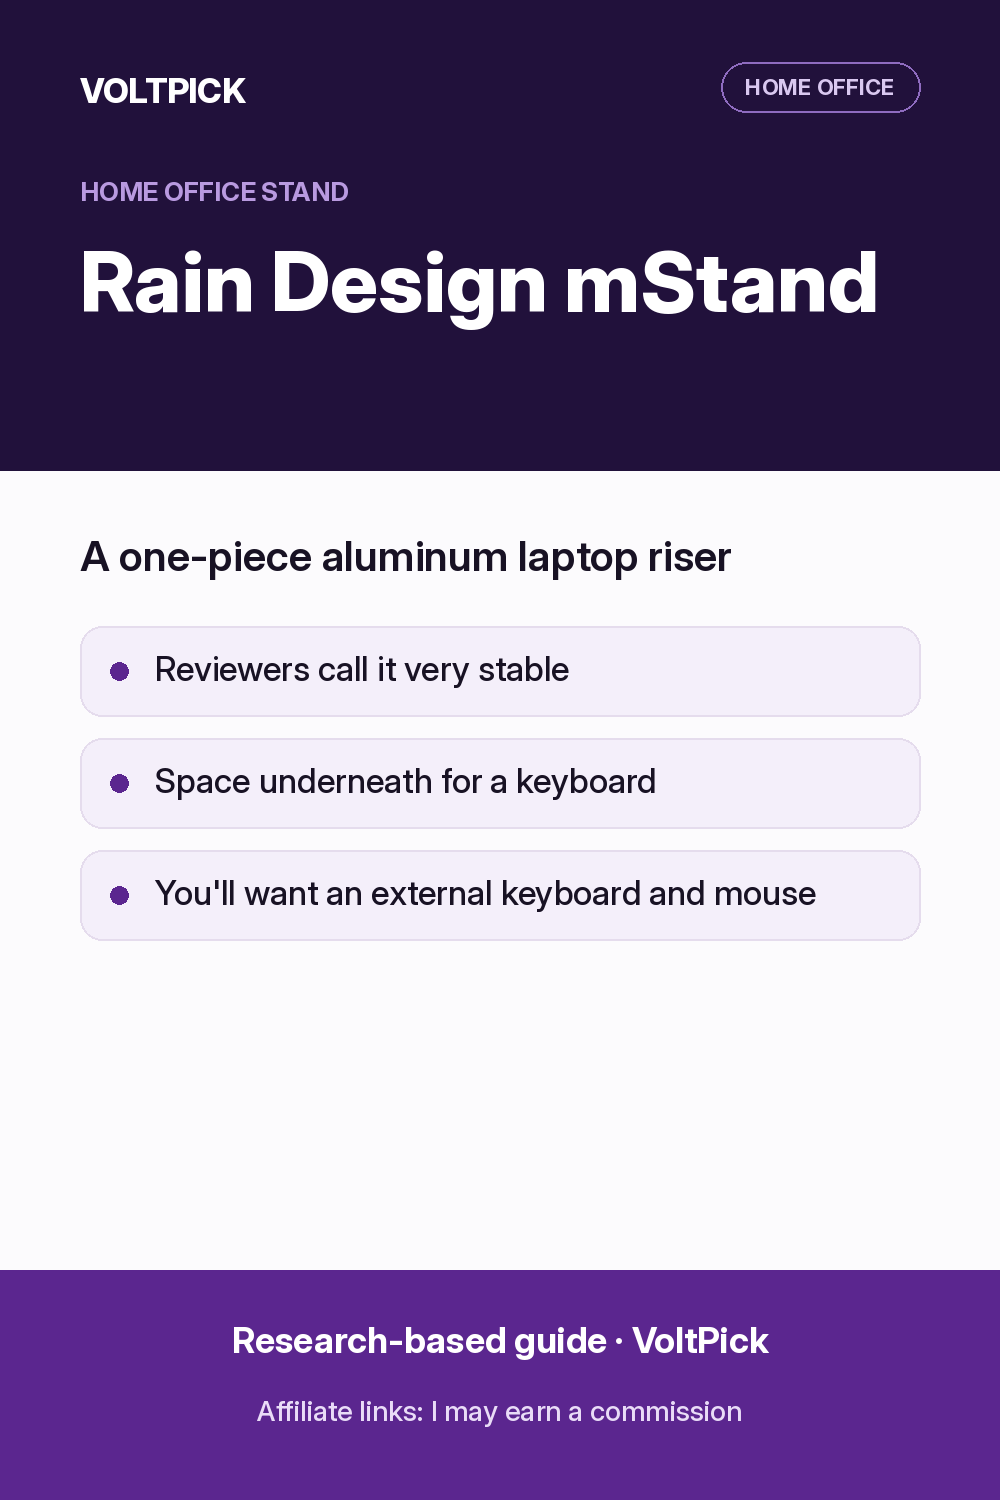 VOLTPICK
HOME OFFICE
HOME OFFICE STAND
Rain Design mStand
A one-piece aluminum laptop riser
Reviewers call it very stable
Space underneath for a keyboard
You'll want an external keyboard and mouse
Research-based guide · VoltPick
Affiliate links: I may earn a commission